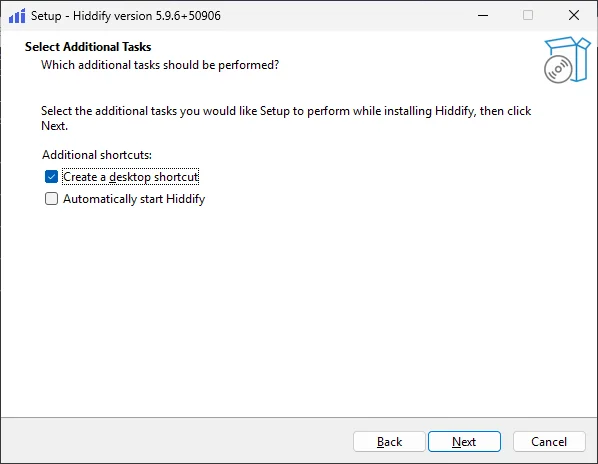 Setup - Hiddify version 5.9.6+50906
Select Additional Tasks
Which additional tasks should be performed?
Select the additional tasks you would like Setup to perform while installing Hiddify, then click
Next.
Additional shortcuts:
Create a desktop shortcut
Automatically start Hiddify
Back
Next
Cancel